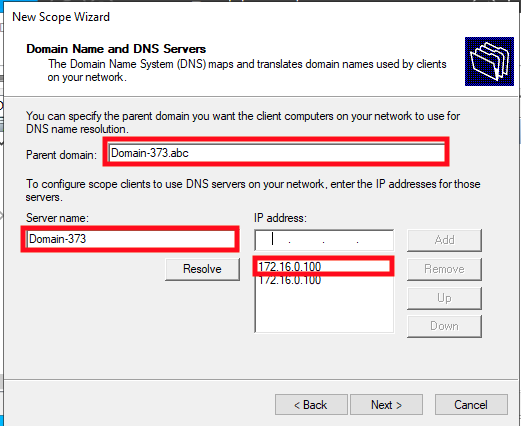 New Scope Wizard
Domain Name and DNS Servers
The Domain Name System (DNS) maps and translates domain names used by clients
on your network.
You can specify the parent domain you want the client computers on your network to use for
DNS name resolution.
Parent domain: Domain-373.abc
To configure scope clients to use DNS servers on your network, enter the IP addresses for those
servers.
Server name: IP address:
Domain-373 . . . Add
Resolve 172.16.0.100 Remove
172.16.0.100
Up
Down
< Back Next > Cancel